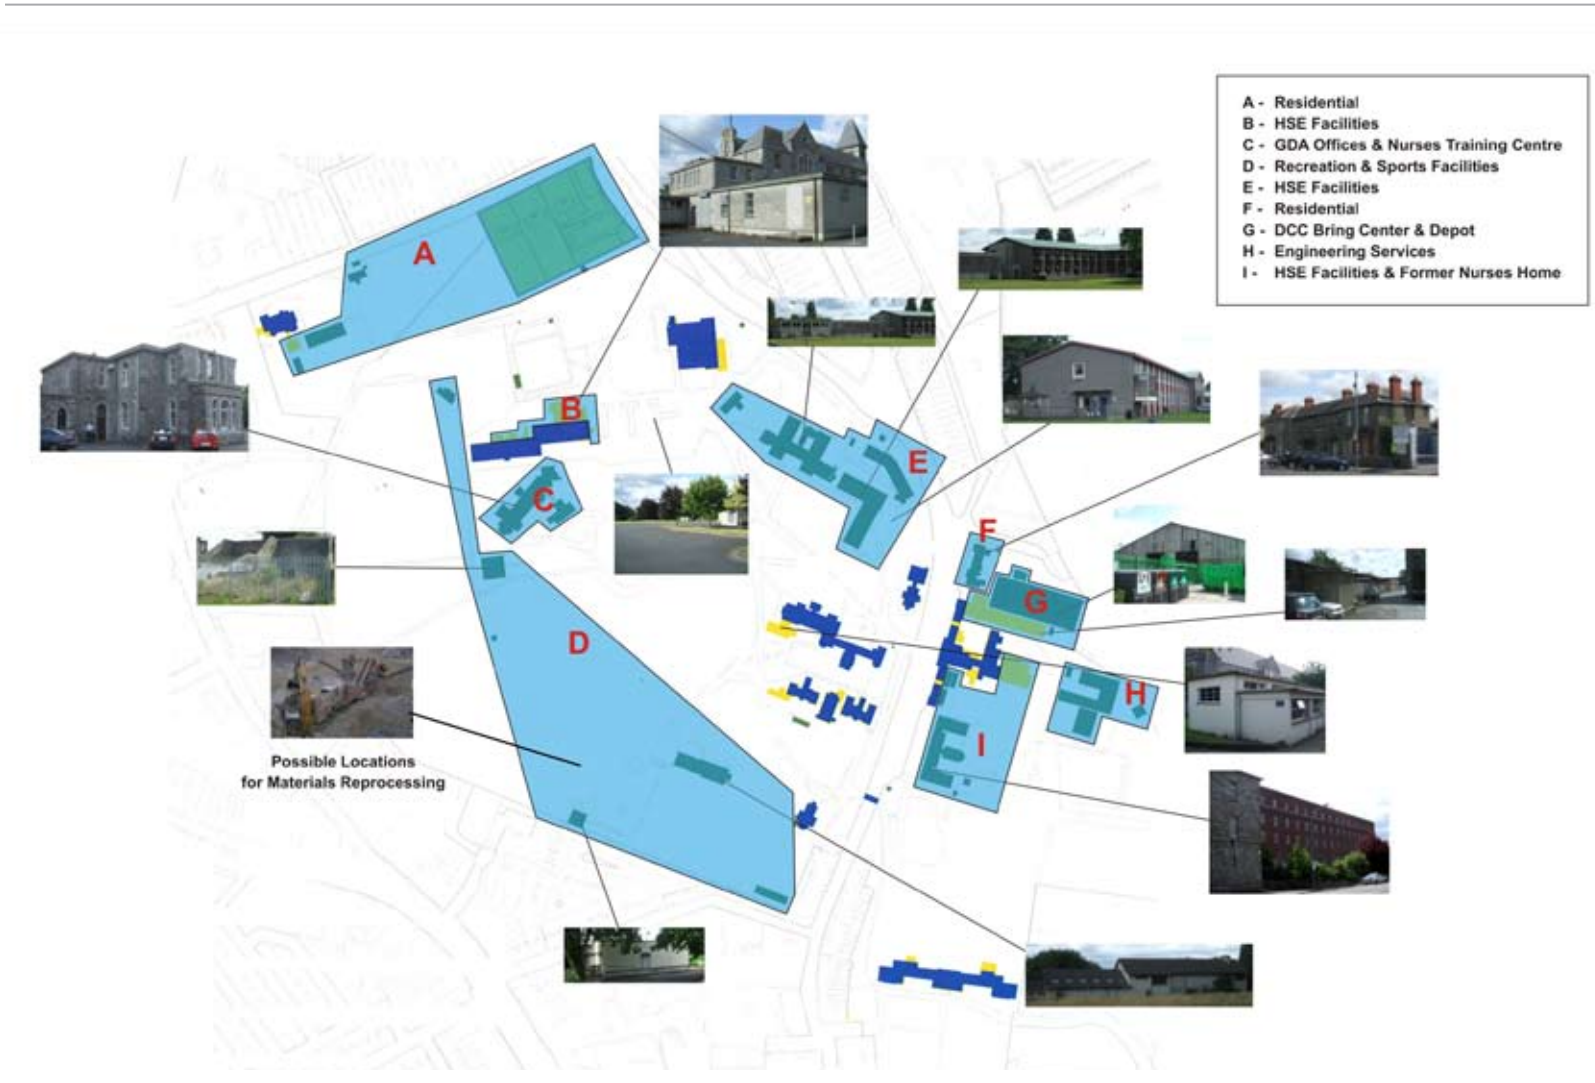 A - Residential
B - HSE Facilities
C - GDA Offices & Nurses Training Centre
D - Recreation & Sports Facilities
E - HSE Facilities
F - Residential
G - DCC Bring Center & Depot
H - Engineering Services
I - HSE Facilities & Former Nurses Home
A
B
C
E
F
G
D
H
I
Possible Locations
for Materials Reprocessing